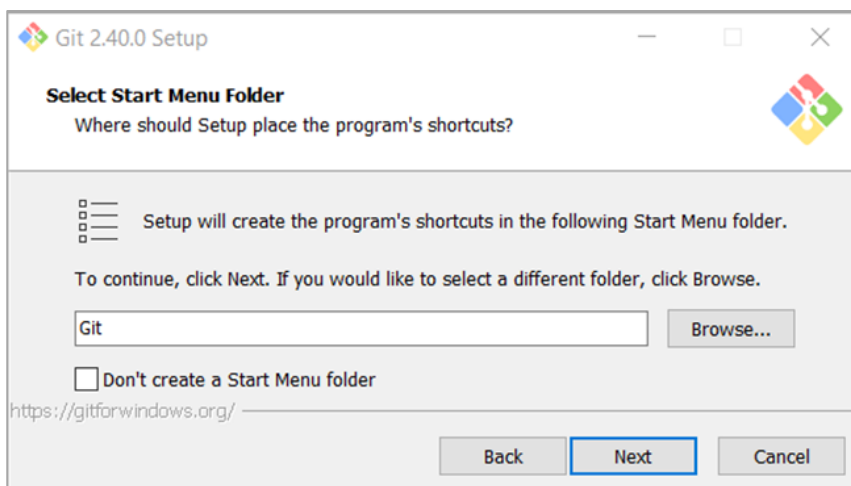 Git 2.40.0 Setup
Select Start Menu Folder
Where should Setup place the program's shortcuts?
Setup will create the program's shortcuts in the following Start Menu folder.
To continue, click Next. If you would like to select a different folder, click Browse.
Git
Browse...
Don't create a Start Menu folder
https://gitforwindows.org/
Back
Next
Cancel